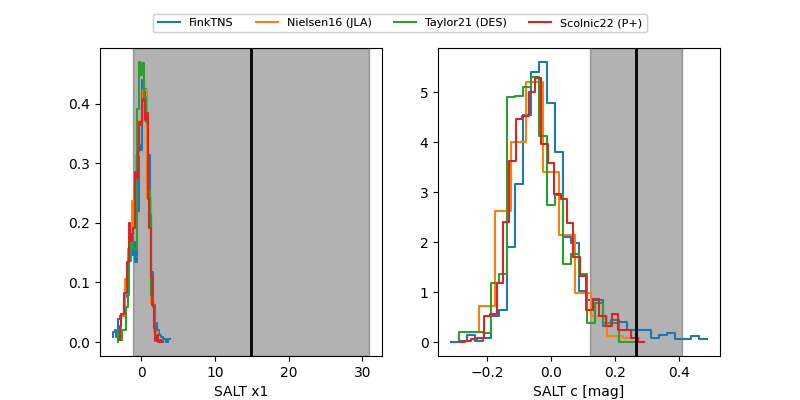 FinkTNS Nielsen16 (JLA) Taylor21 (DES) Scolnic22 (P+)
0.4
0.3
0.2
0.1
0.0
0 10 20 30
SALT x1
5
4
3
2
1
0
−0.2 0.0 0.2 0.4
SALT c [mag]